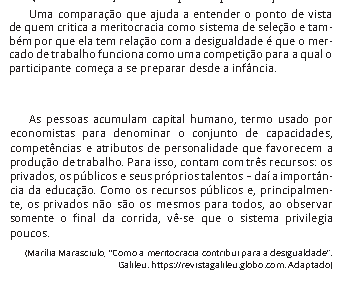 Uma comparação que ajuda a entender o ponto de vista
de quem critica a meritocracia como sistema de seleção e tam-
bém por que ela tem relação com a desigualdade é que o mer-
cado de trabalho funciona como uma competição para a qual o
participante começa a se preparar desde a infância.
As pessoas acumulam capital humano, termo usado por
economistas para denominar o conjunto de capacidades,
competências e atributos de personalidade que favorecem a
produção de trabalho. Para isso, contam com três recursos: os
privados, os públicos e seus próprios talentos – daí a importân-
cia da educação. Como os recursos públicos e, principalmen-
te, os privados não são os mesmos para todos, ao observar
somente o final da corrida, vê-se que o sistema privilegia
poucos.
(Marília Marasciulo, “Como a meritocracia contribui para a desigualdade”.
Galileu. https://revistagalileu.globo.com. Adaptado)